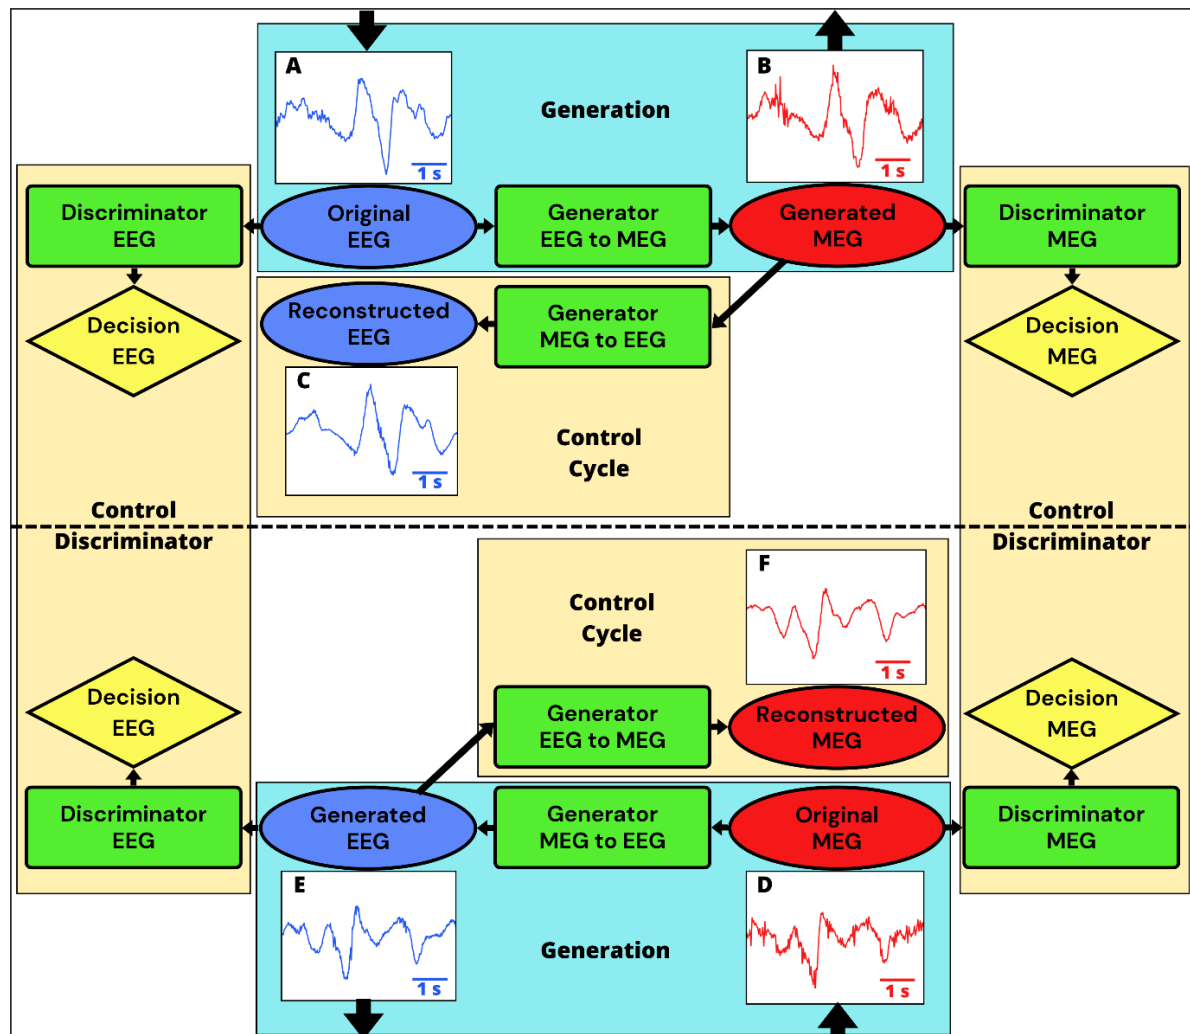 A
1 s
Generation
B
1 s
Discriminator
EEG
Original
EEG
Generator
EEG to MEG
Generated
MEG
Discriminator
MEG
Decision
EEG
Reconstructed
EEG
Generator
MEG to EEG
Decision
MEG
C
1 s
Control
Cycle
Control
Discriminator
Control
Discriminator
Control
Cycle
F
1 s
Decision
EEG
Generator
EEG to MEG
Reconstructed
MEG
Decision
MEG
Discriminator
EEG
Generated
EEG
Generator
MEG to EEG
Original
MEG
Discriminator
MEG
E
1 s
Generation
D
1 s